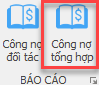 Công nợ
đối tác
Công nợ
tổng hợp
BÁO CÁO